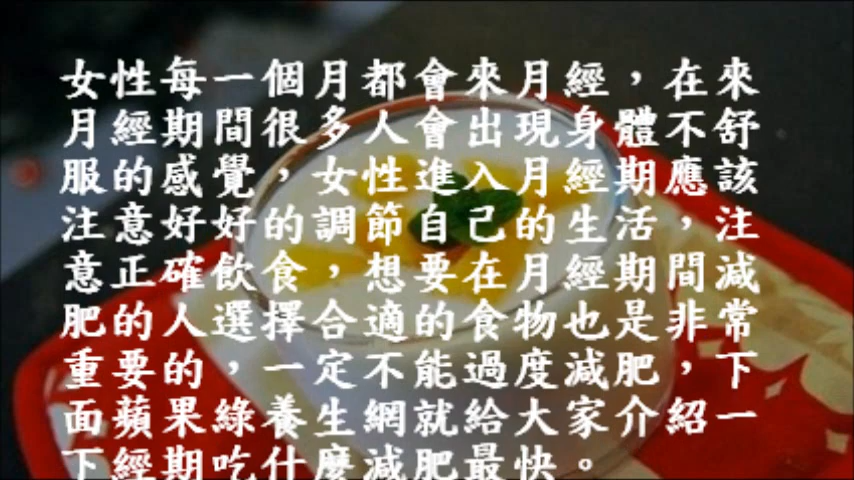 女性每一個月都會來月經，在來
月經期間很多人會出現身體不舒
服的感覺，女性進入月經期應該
注意好好的調節自己的生活，注
意正確飲食，想要在月經期間減
肥的人選擇合適的食物也是非常
重要的，一定不能過度減肥，下
面蘋果綠養生網就給大家介紹一
下經期吃什麼減肥最快。